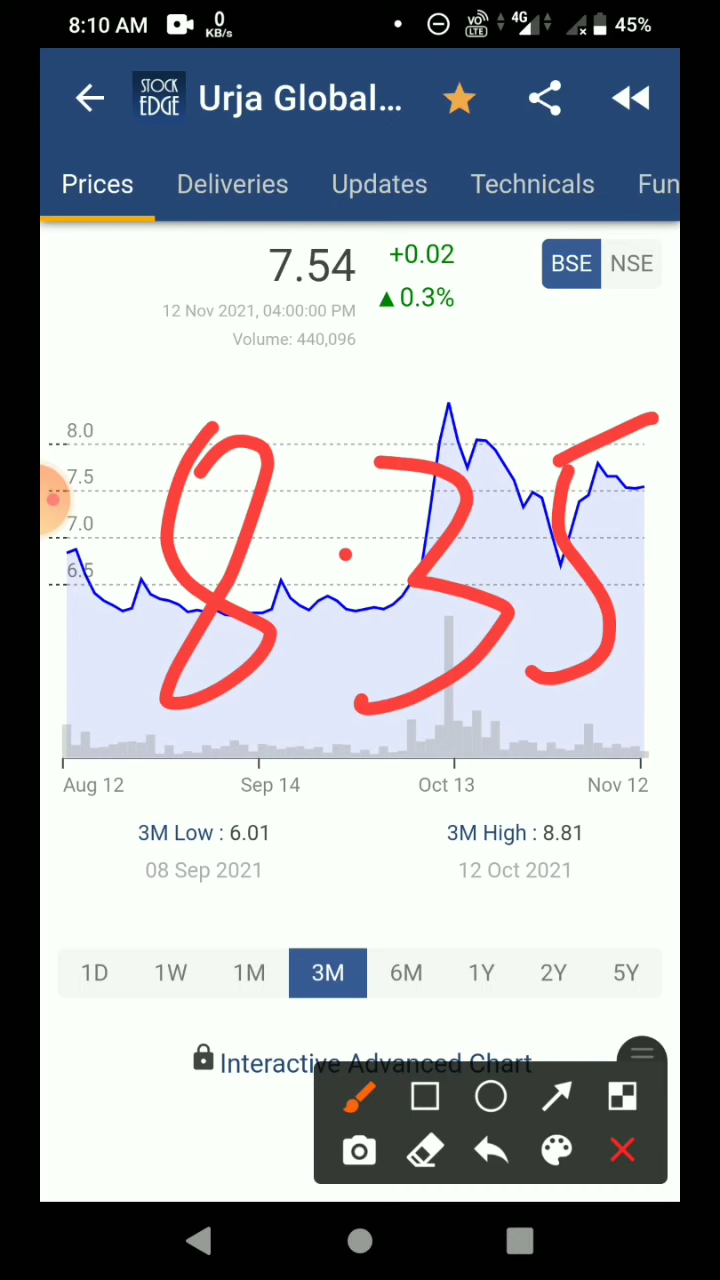 8:10 AM 0 KB/s VO LTE 4G 45%
STOCK EDGE Urja Global...
Prices Deliveries Updates Technicals Fun
7.54 +0.02 BSE NSE
12 Nov 2021, 04:00:00 PM ▲0.3%
Volume: 440,096
8.0
7.5
7.0
6.5
8.35
Aug 12 Sep 14 Oct 13 Nov 12
3M Low : 6.01 3M High : 8.81
08 Sep 2021 12 Oct 2021
1D 1W 1M 3M 6M 1Y 2Y 5Y
Interactive Advanced Chart